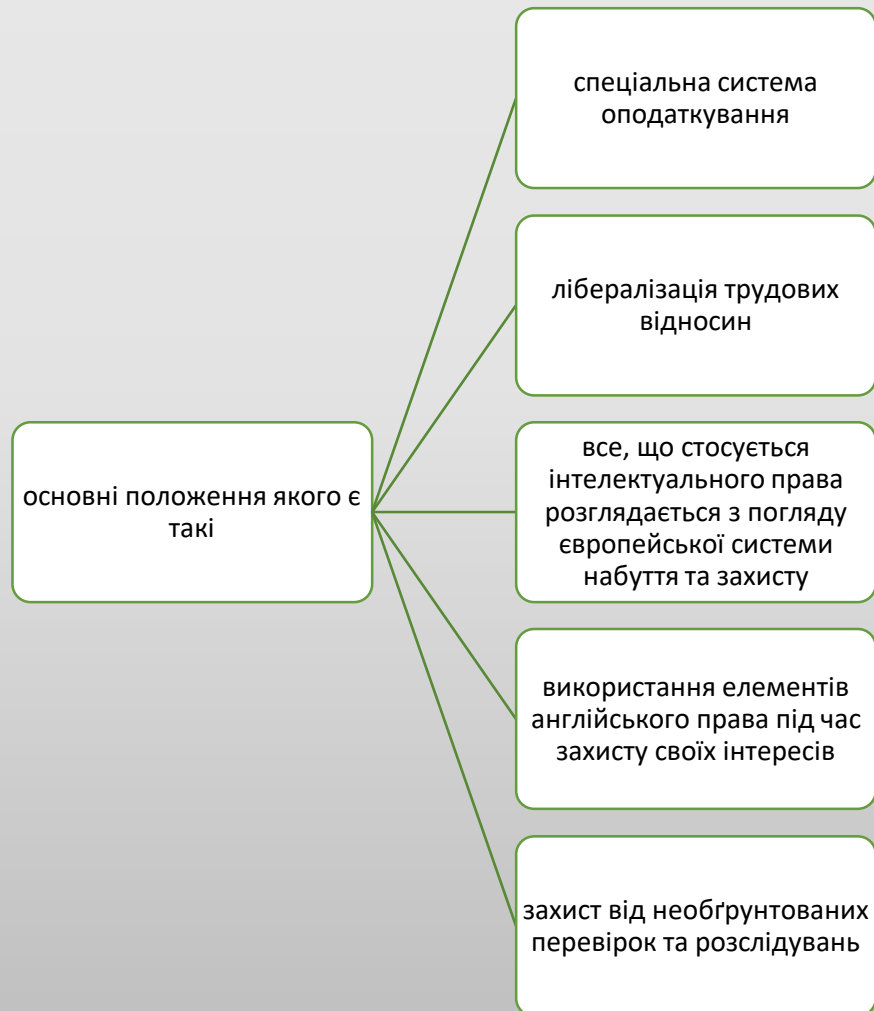 спеціальна система
оподаткування
лібералізація трудових
відносин
основні положення якого є
такі
все, що стосується
інтелектуального права
розглядається з погляду
європейської системи
набуття та захисту
використання елементів
англійського права під час
захисту своїх інтересів
захист від необґрунтованих
перевірок та розслідувань